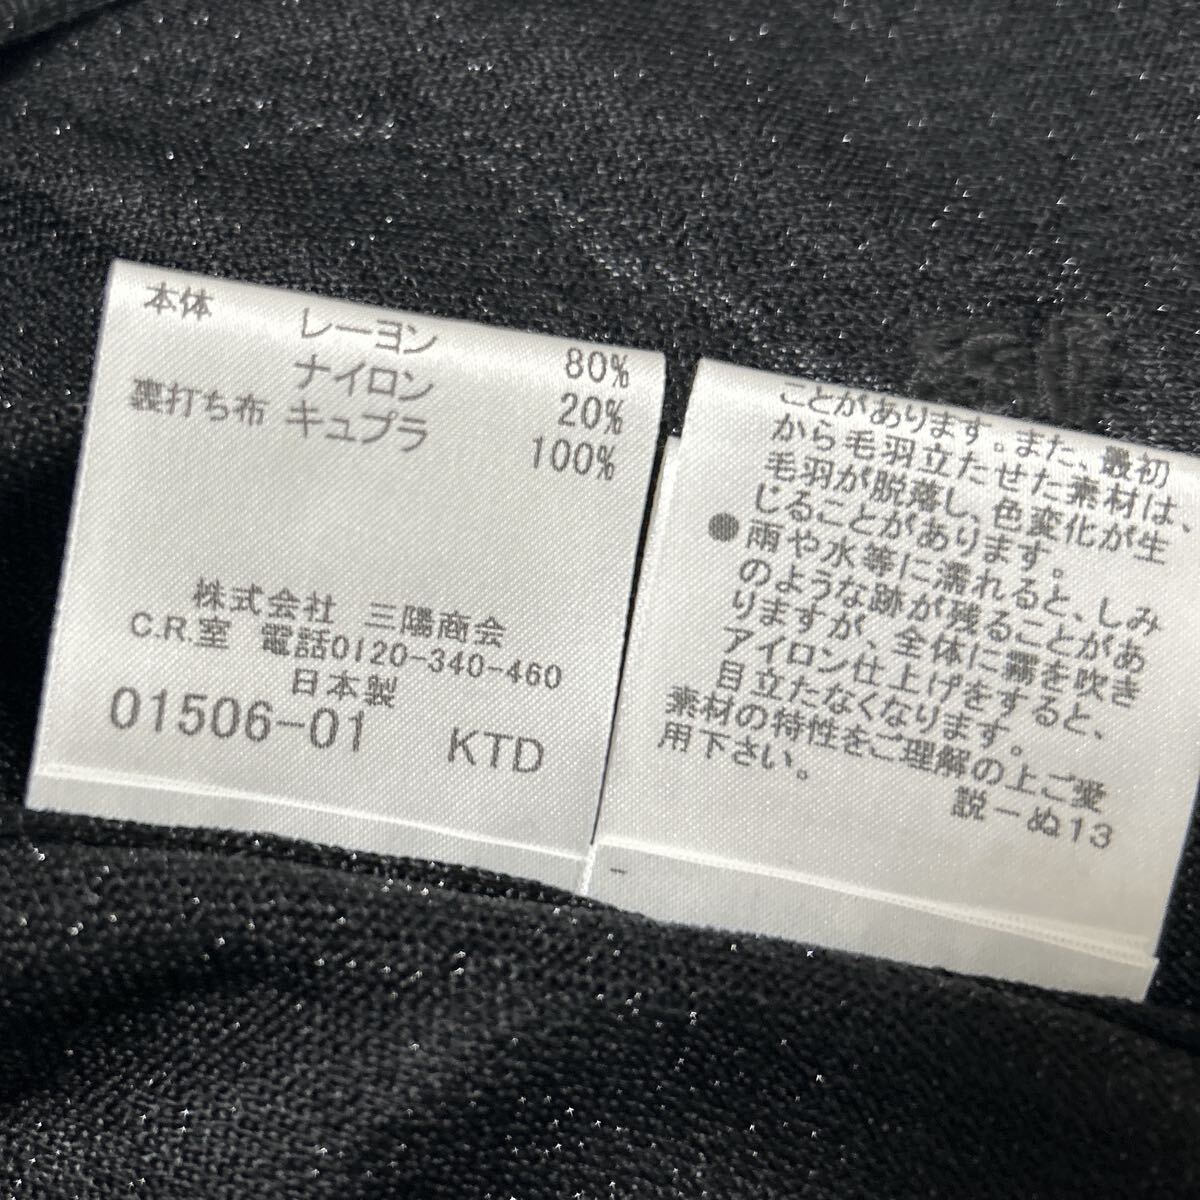 本体 レーヨン 80%
ナイロン 20%
裏打ち布 キュプラ 100%
株式会社 三陽商会
C.R.室 電話0120-340-460
日本製
01506-01 KTD
ことがあります。また、最初
から毛羽立たせた素材は、
毛羽が脱落し、色変化が生
じることがあります。
●雨や水等に濡れると、しみ
のような跡が残ることがあ
りますが、全体に霧を吹き
アイロン仕上げをすると、
目立たなくなります。
素材の特性をご理解の上ご愛
用下さい。
説－ぬ13